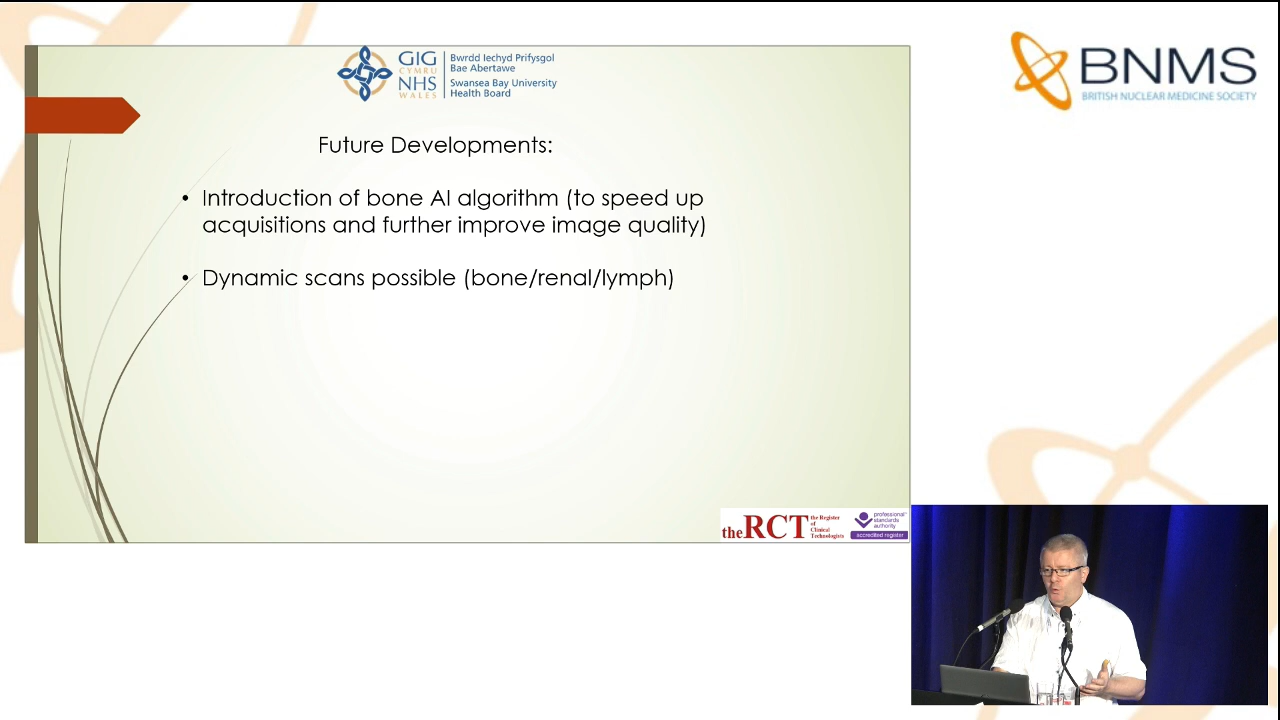 GIG
CYMRU
NHS
WALES
Bwrdd Iechyd Prifysgol
Bae Abertawe
Swansea Bay University
Health Board
BNMS
BRITISH NUCLEAR MEDICINE SOCIETY
Future Developments:
• Introduction of bone AI algorithm (to speed up
acquisitions and further improve image quality)
• Dynamic scans possible (bone/renal/lymph)
theRCT
the Register
of
Clinical
Technologists
professional
standards
authority
accredited register